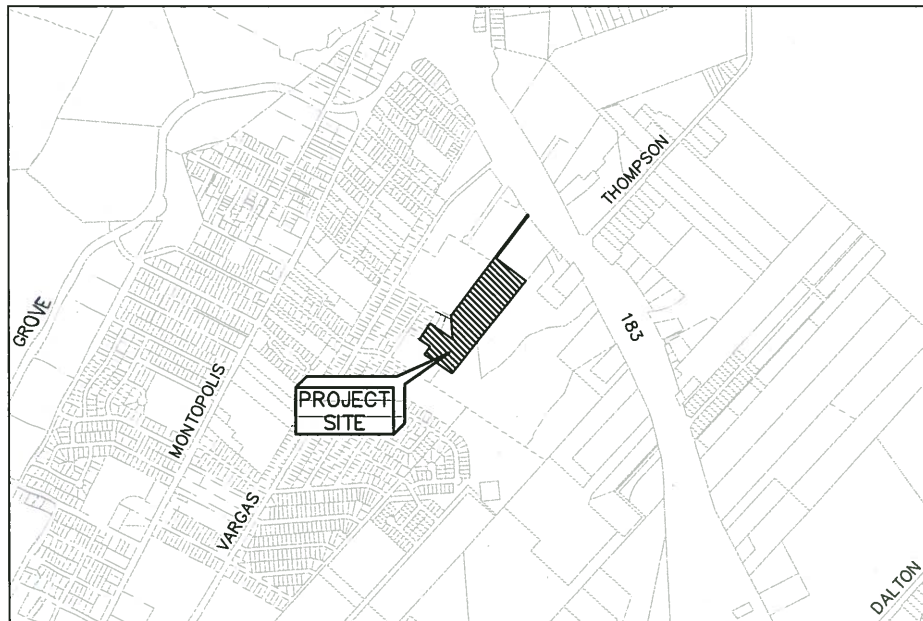 THOMPSON
183
GROVE
MONTOPOLIS
PROJECT
SITE
VARGAS
DALTON